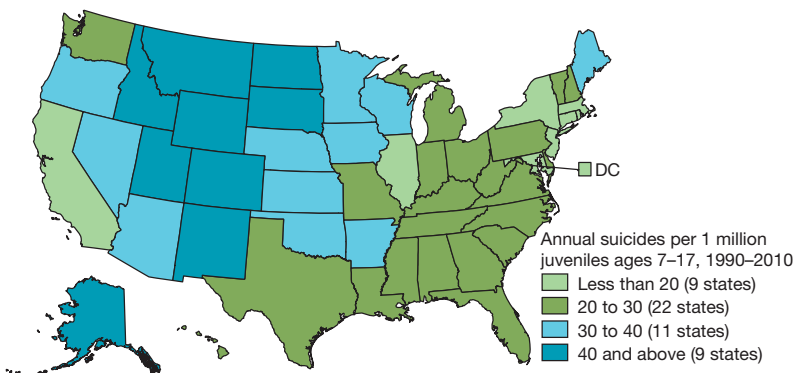 DC
Annual suicides per 1 million
juveniles ages 7–17, 1990–2010
Less than 20 (9 states)
20 to 30 (22 states)
30 to 40 (11 states)
40 and above (9 states)